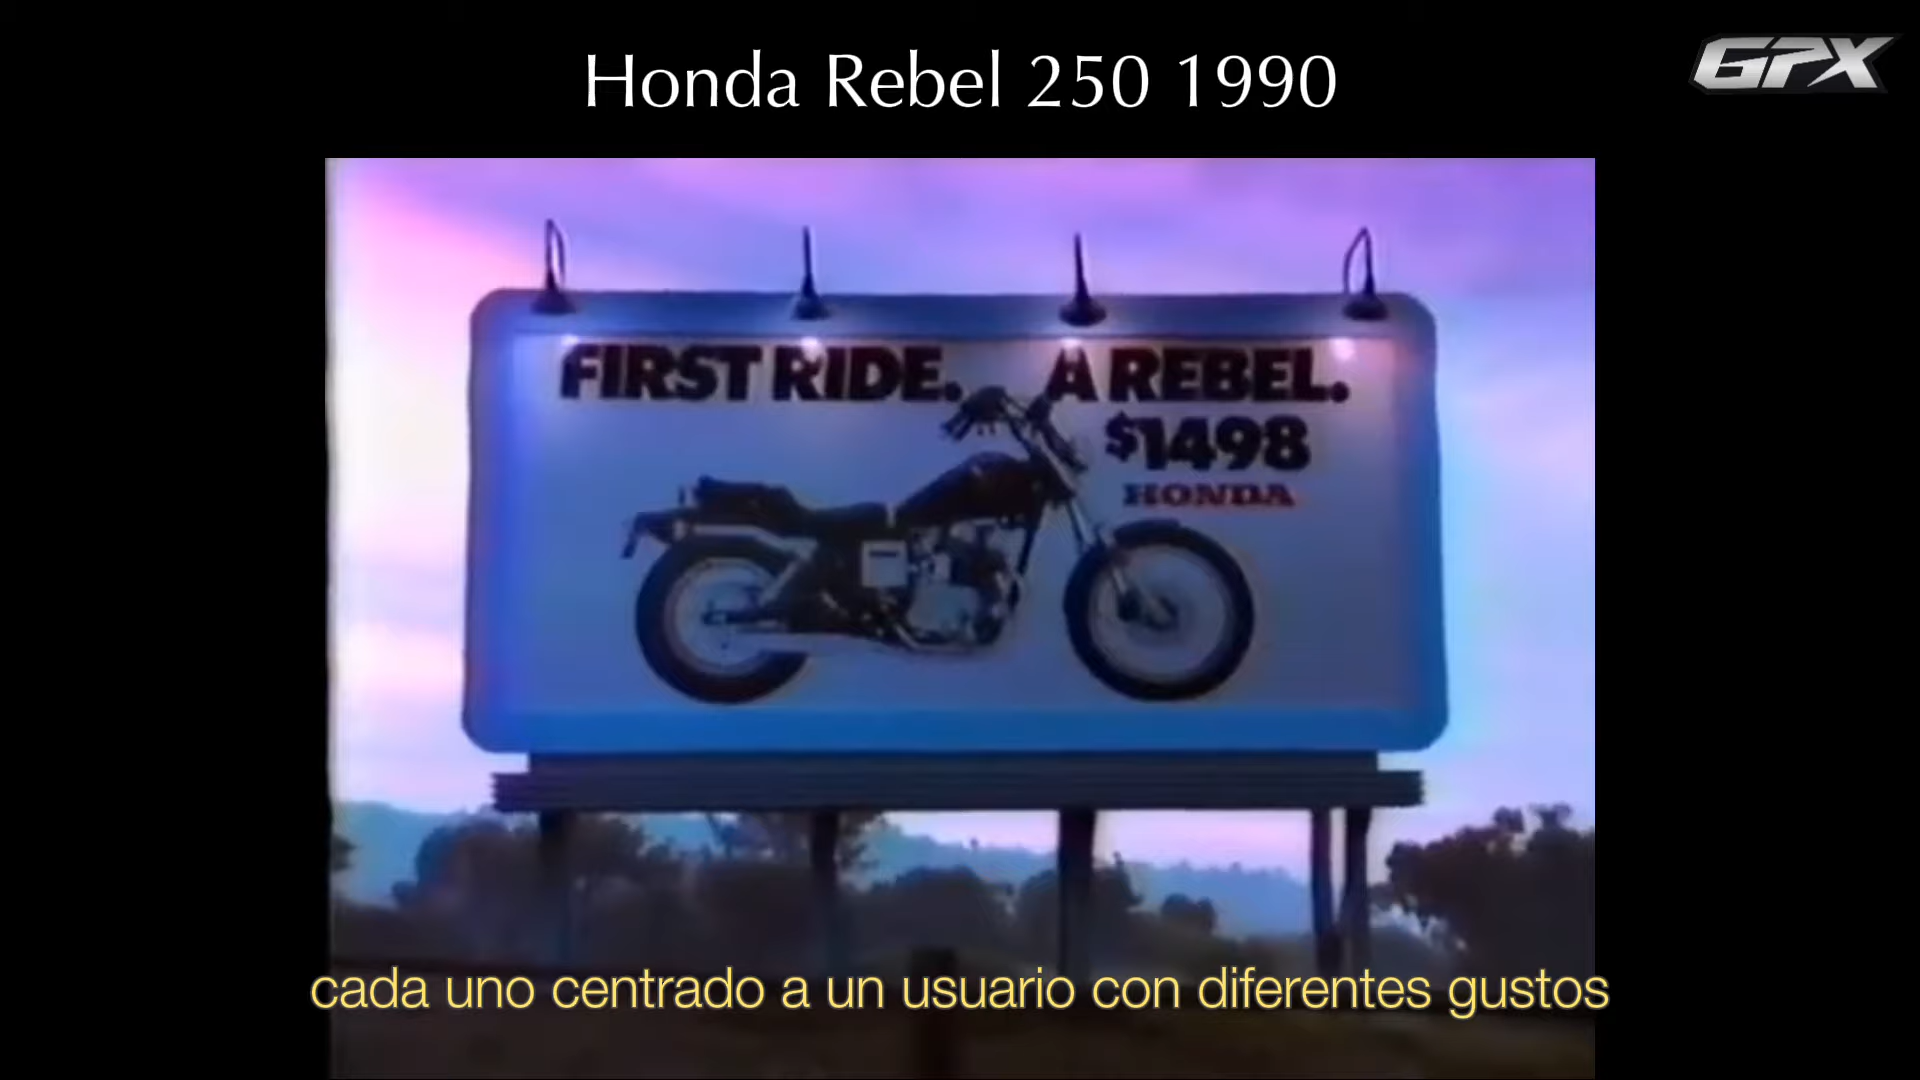 Honda Rebel 250 1990
GPX
FIRST RIDE. A REBEL.
$1498
HONDA
cada uno centrado a un usuario con diferentes gustos